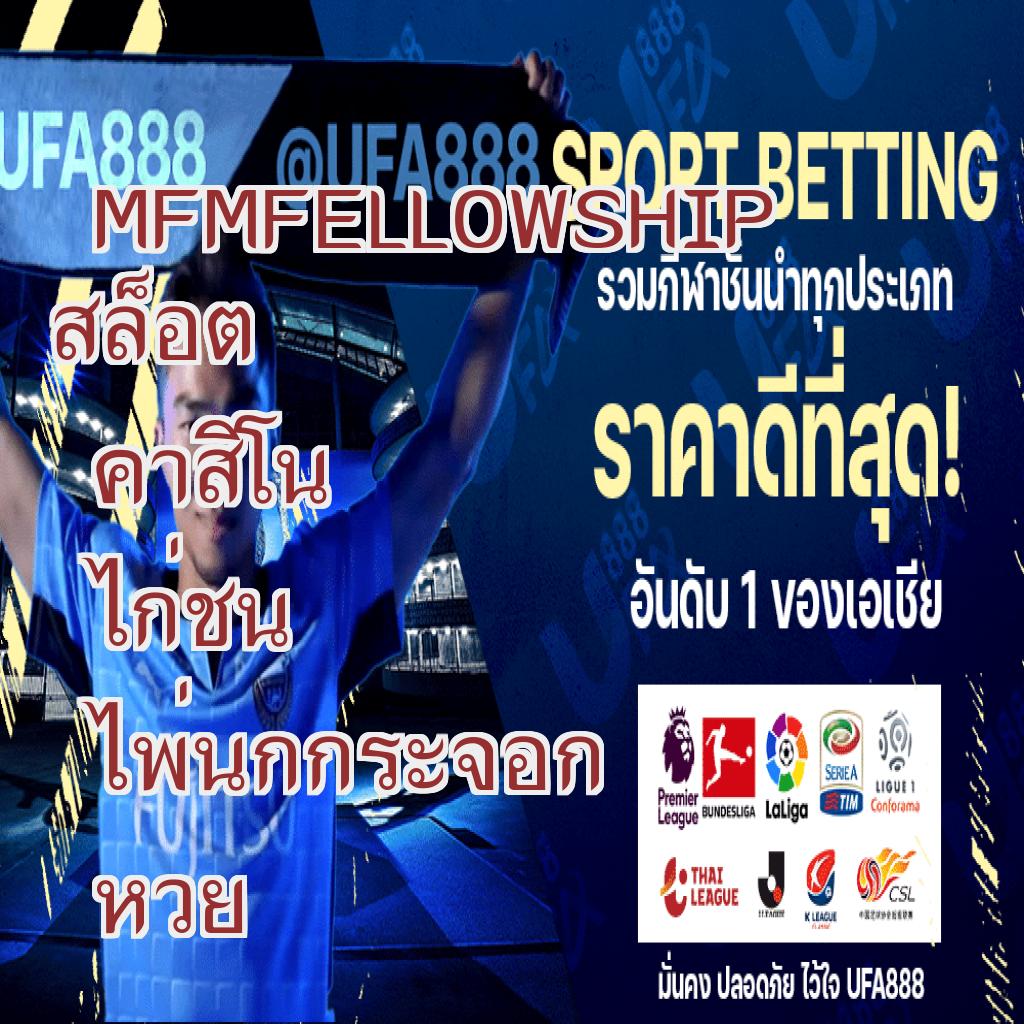 UFA888 @UFA888
SPORT BETTING
MFMFELLOWSHIP
รวมกีฬาชั้นนำทุกประเภท
สล็อต
ราคาดีที่สุด!
คาสิโน
ไก่ชน
อันดับ 1 ของเอเชีย
ไพ่นกกระจอก
FUJITSU
หวย
Premier League
BUNDESLIGA
LaLiga
SERIE A
TIM
LIGUE 1
Conforama
THAI LEAGUE
J.LEAGUE
K LEAGUE
CSL
มั่นคง ปลอดภัย ไว้ใจ UFA888